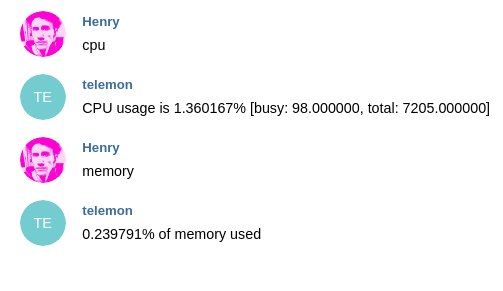 Henry
cpu
TE
telemon
CPU usage is 1.360167% [busy: 98.000000, total: 7205.000000]
Henry
memory
TE
telemon
0.239791% of memory used